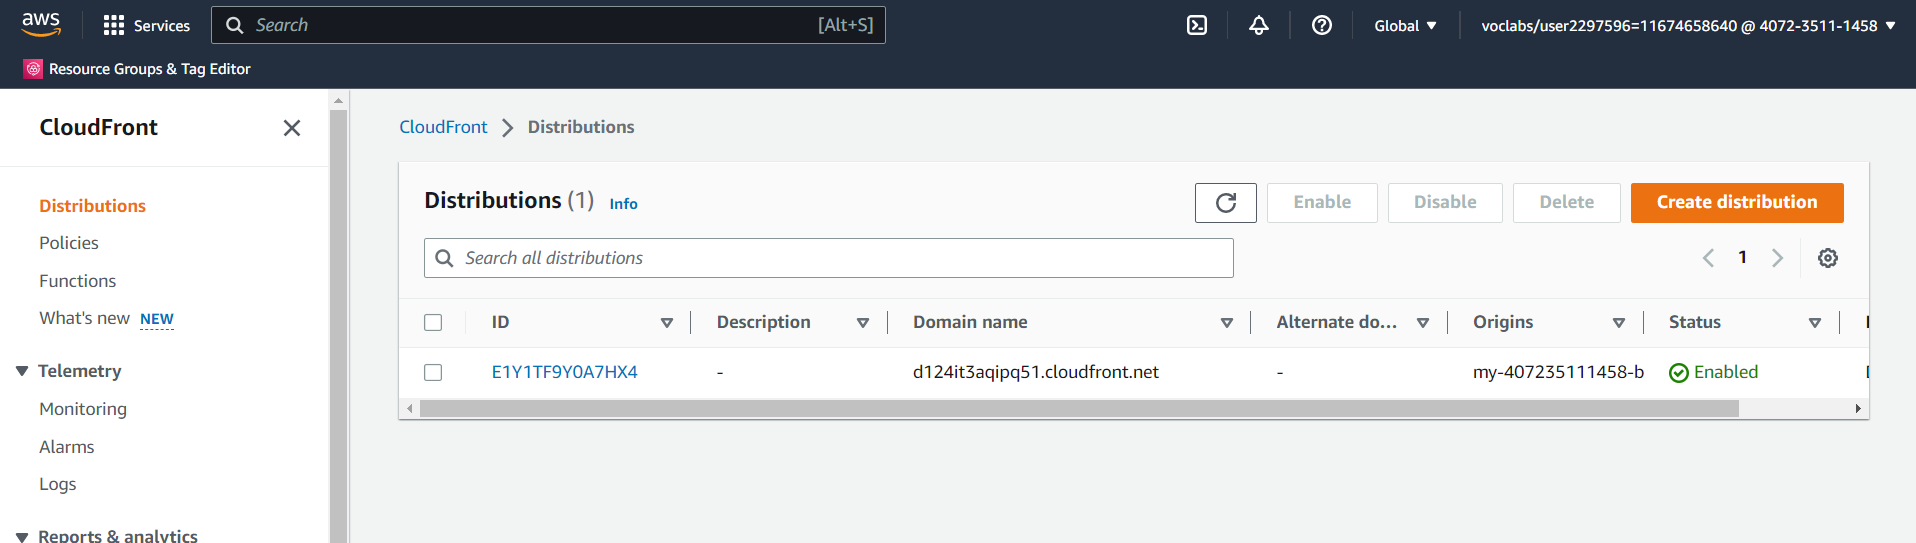 aws
Services
Search
[Alt+S]
Global
voclabs/user2297596=11674658640 @ 4072-3511-1458
Resource Groups & Tag Editor
CloudFront
Distributions
Policies
Functions
What's new NEW
Telemetry
Monitoring
Alarms
Logs
Reports & analytics
CloudFront
Distributions
Distributions (1) Info
Enable
Disable
Delete
Create distribution
Search all distributions
1
ID Description Domain name Alternate do... Origins Status
E1Y1TF9Y0A7HX4 - d124it3aqipq51.cloudfront.net - my-407235111458-b Enabled